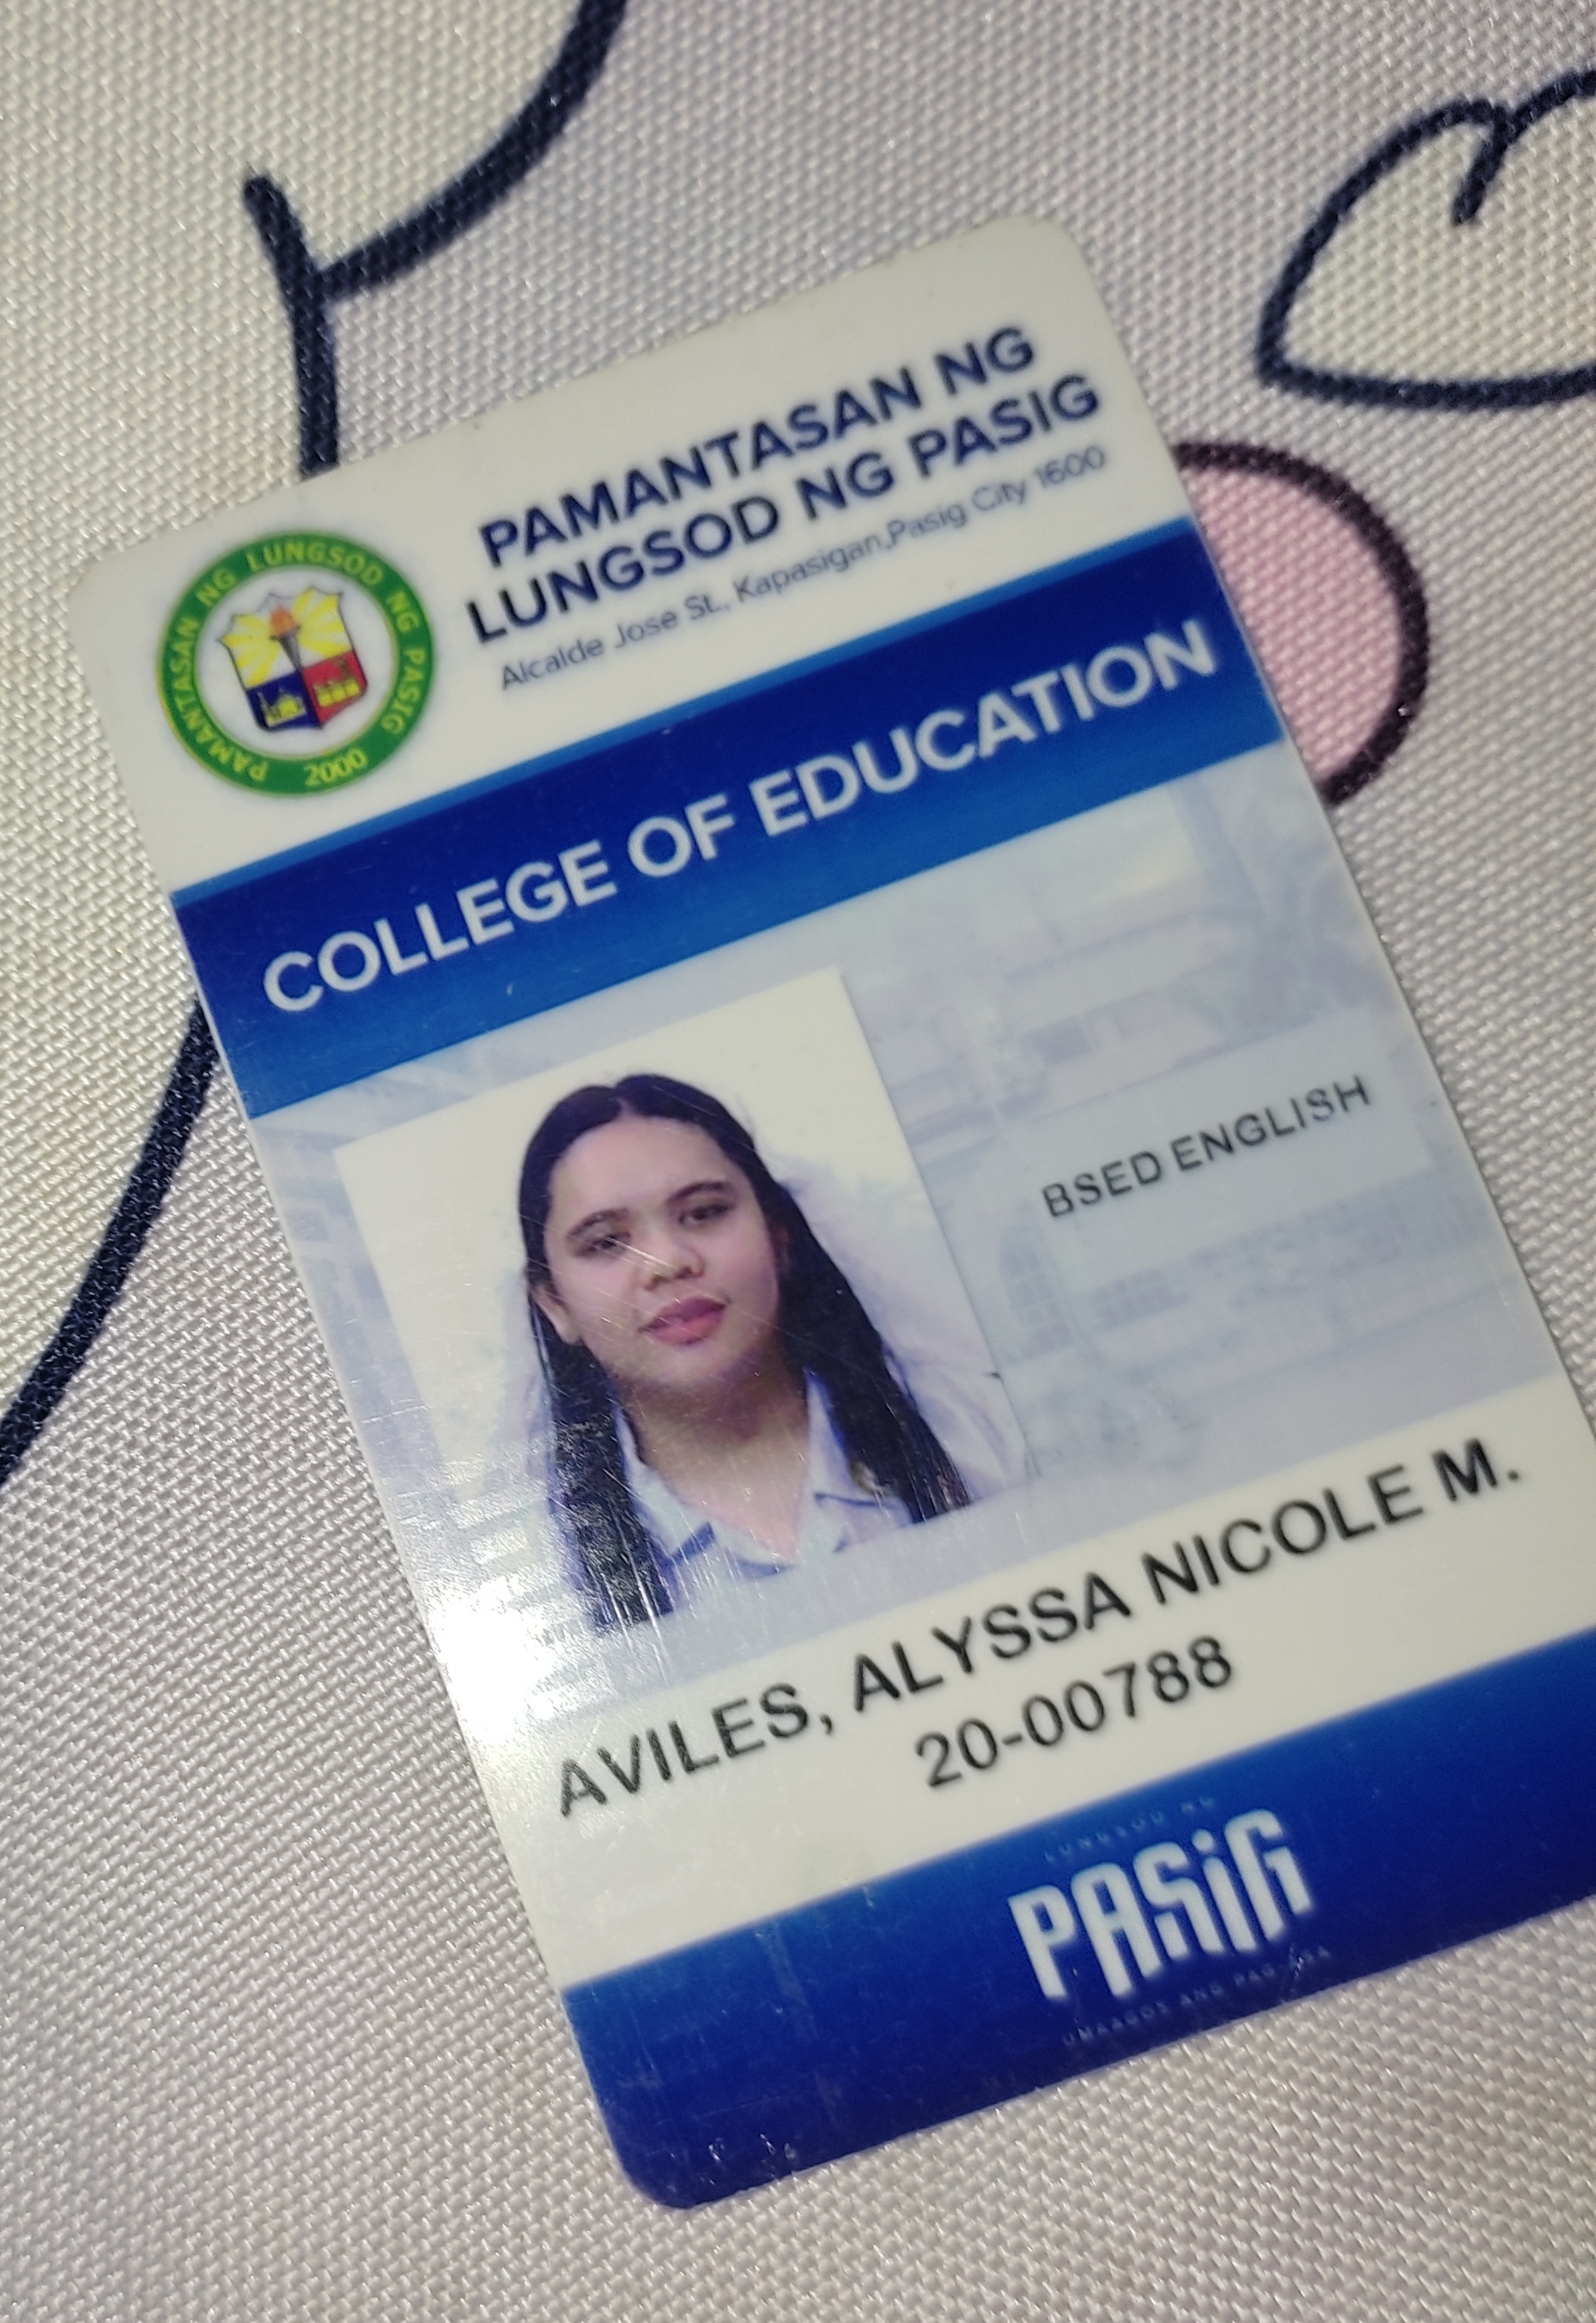 PAMANTASAN NG
LUNGSOD NG PASIG
Alcalde Jose St., Kapasigan,Pasig City 1600
PAMANTASAN NG LUNGSOD NG PASIG
2000
COLLEGE OF EDUCATION
BSED ENGLISH
AVILES, ALYSSA NICOLE M.
20-00788
LUNGSOD NG
PASiG
UMAAGOS ANG PAG-ASA